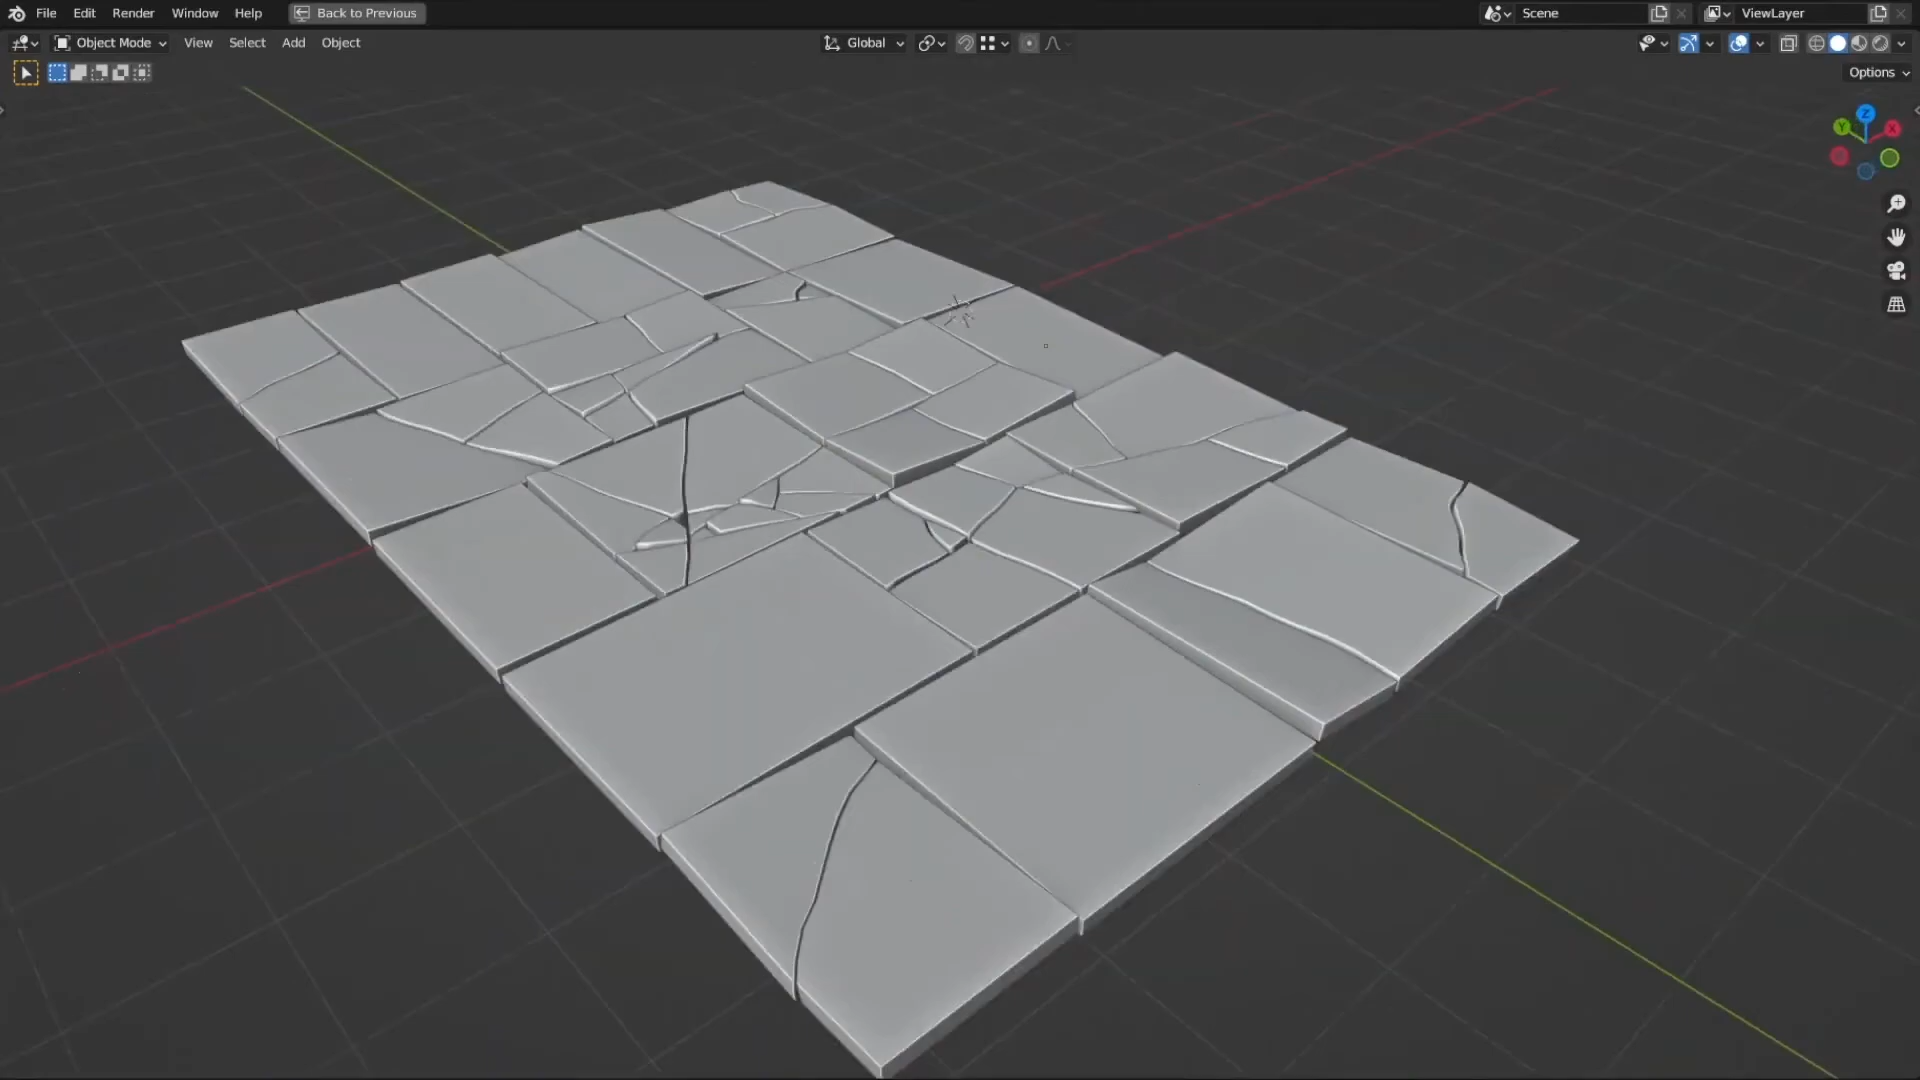 File Edit Render Window Help Back to Previous Scene ViewLayer
Object Mode View Select Add Object Global
Options
Z
Y X